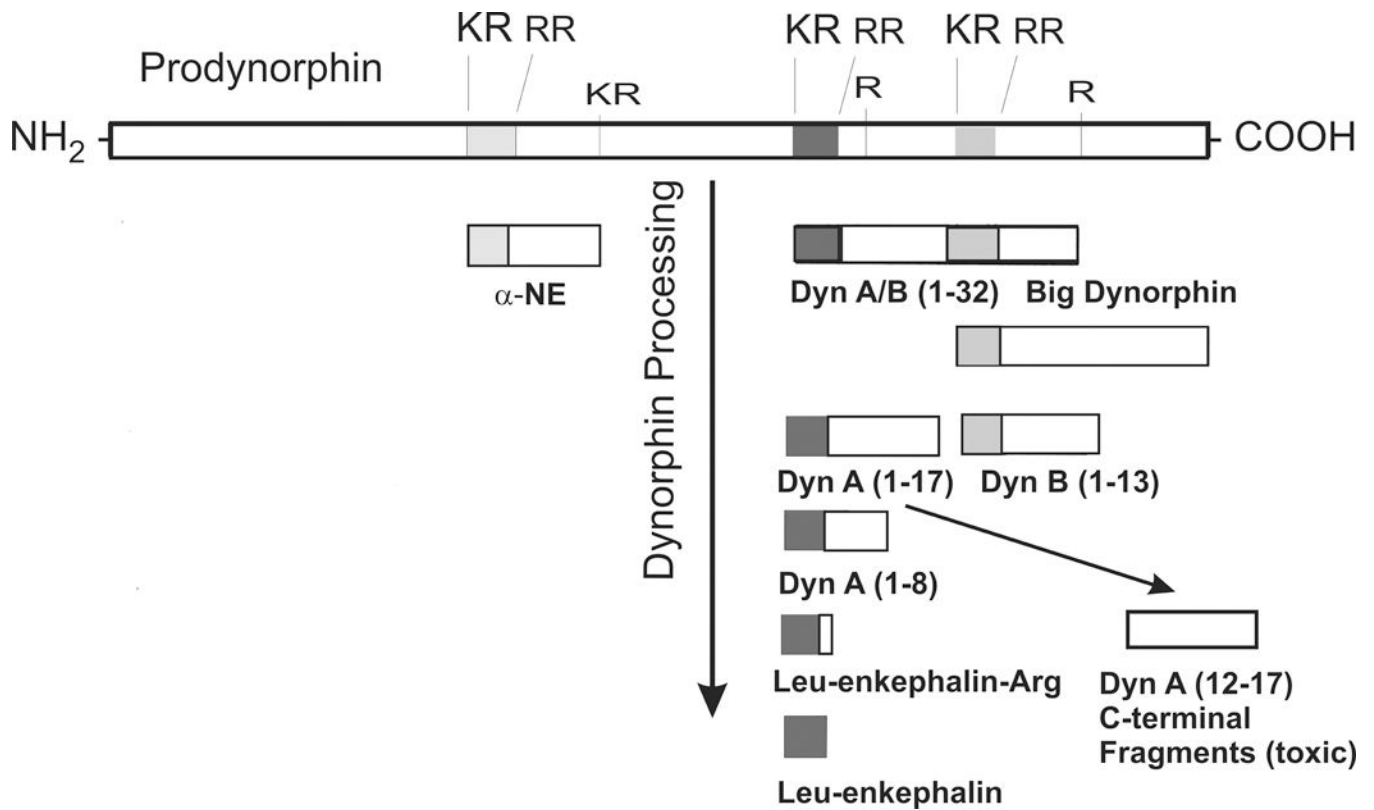 KR RR KR RR KR RR
Prodynorphin
KR R R
NH2 COOH
Dynorphin Processing
α-NE
Dyn A/B (1-32) Big Dynorphin
Dyn A (1-17) Dyn B (1-13)
Dyn A (1-8)
Leu-enkephalin-Arg
Dyn A (12-17)
C-terminal
Fragments (toxic)
Leu-enkephalin